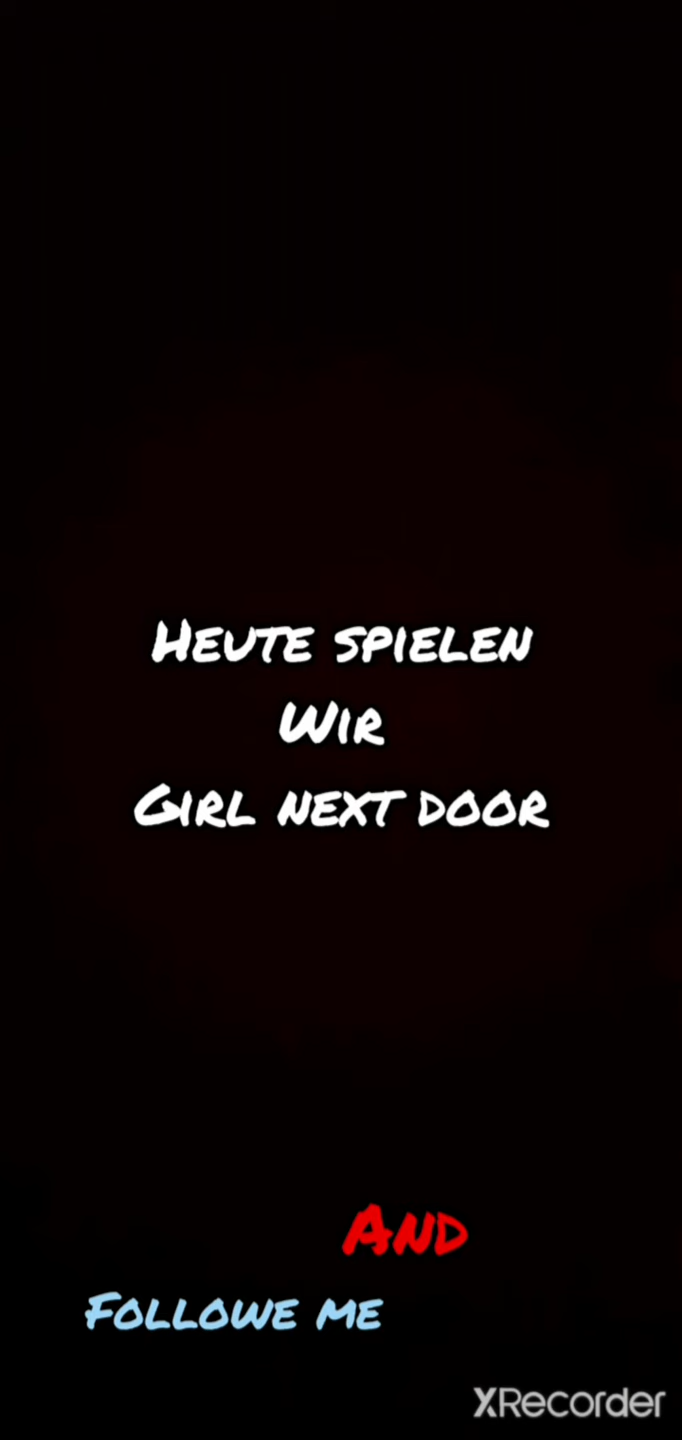 Heute spielen
Wir
Girl next door
And
Followe me
XRecorder